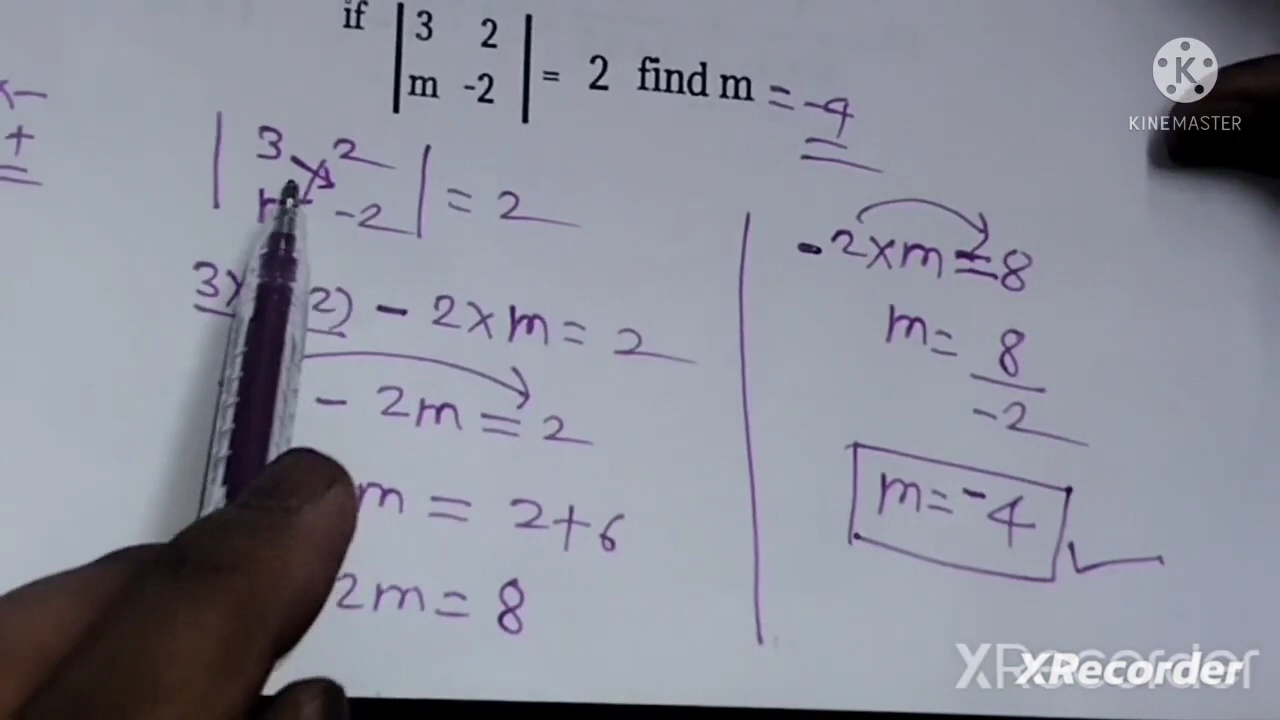 if | 3 2 |
| m -2 | = 2 find m = -4
KINEMASTER
x-
+
| 3 2 |
| -2 | = 2
3x 2) - 2 x m = 2
- 2m = 2
m = 2+6
2m = 8
-2 x m = 8
m = 8
-2
m = -4
XRecorder